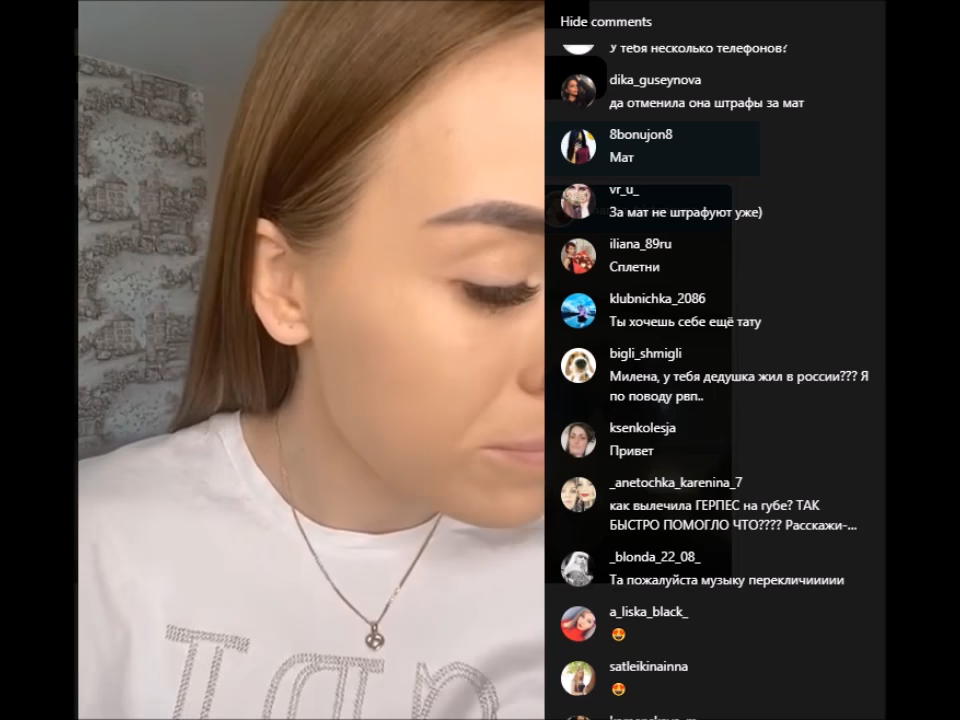 Hide comments
У тебя несколько телефонов?
dika_guseynova
да отменила она штрафы за мат
8bonujon8
Мат
vr_u_
За мат не штрафуют уже)
iliana_89ru
Сплетни
klubnichka_2086
Ты хочешь себе ещё тату
bigli_shmigli
Милена, у тебя дедушка жил в россии??? Я
по поводу рвп..
ksenkolesja
Привет
_anetochka_karenina_7
как вылечила ГЕРПЕС на губе? ТАК
БЫСТРО ПОМОГЛО ЧТО???? Расскажи-...
_blonda_22_08_
Та пожалуйста музыку перекличиииии
a_liska_black_
😍
satleikinainna
😍